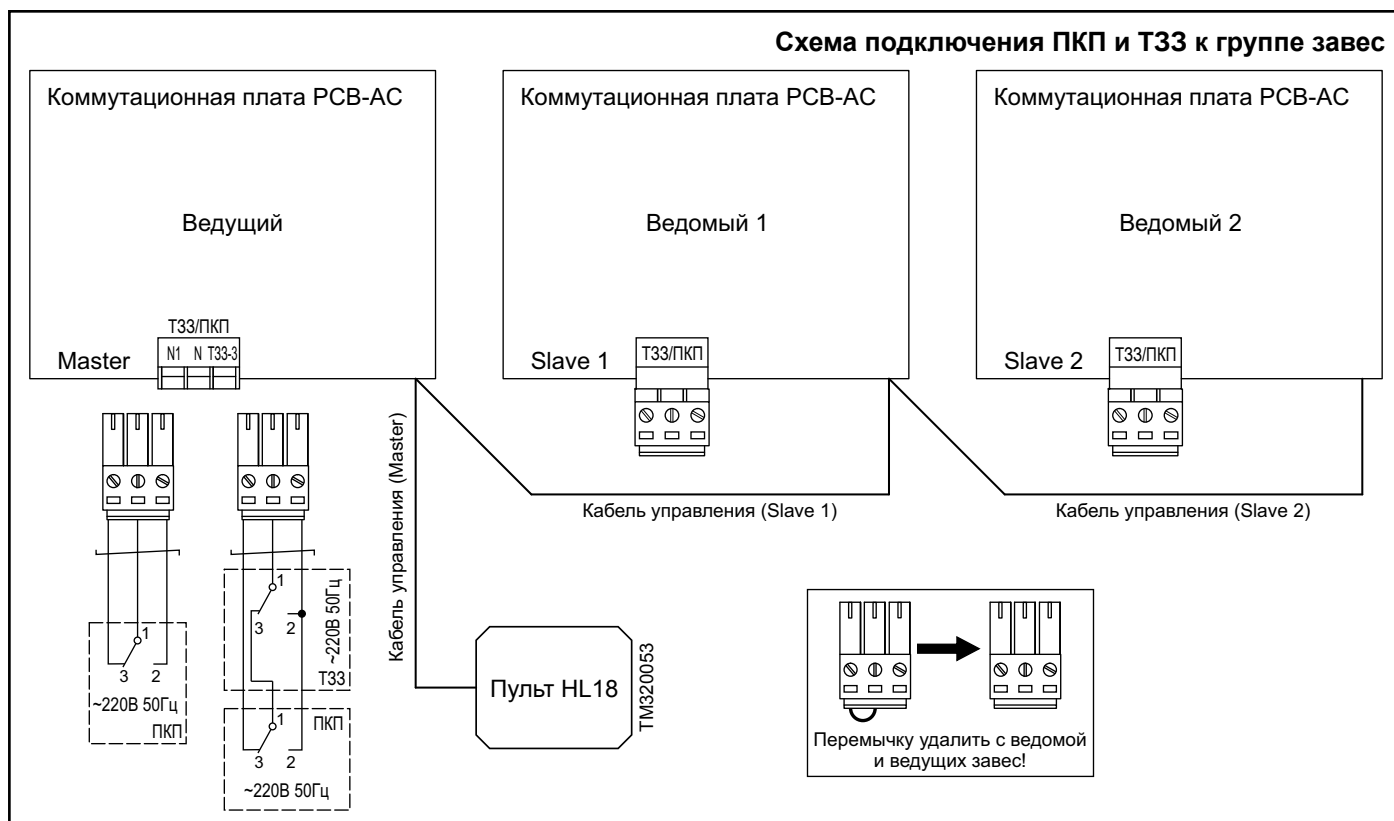 Схема подключения ПКП и ТЗЗ к группе завес
Коммутационная плата PCB-AC
Ведущий
ТЗЗ/ПКП
N1 N ТЗЗ-3
Master
Коммутационная плата PCB-AC
Ведомый 1
Slave 1
ТЗЗ/ПКП
Коммутационная плата PCB-AC
Ведомый 2
Slave 2
ТЗЗ/ПКП
Кабель управления (Master)
Кабель управления (Slave 1)
Кабель управления (Slave 2)
1
3 2
~220В 50Гц
ПКП
1
3 2
~220В 50Гц
ТЗЗ
1
ПКП
3 2
~220В 50Гц
Пульт HL18
TM320053
Перемычку удалить с ведомой
и ведущих завес!